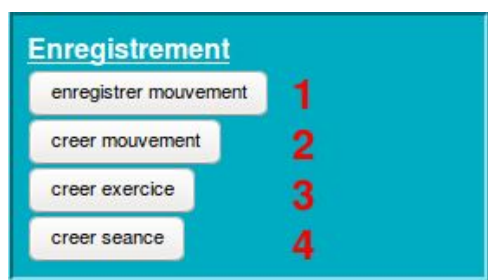 Enregistrement
enregistrer mouvement 1
creer mouvement 2
creer exercice 3
creer seance 4